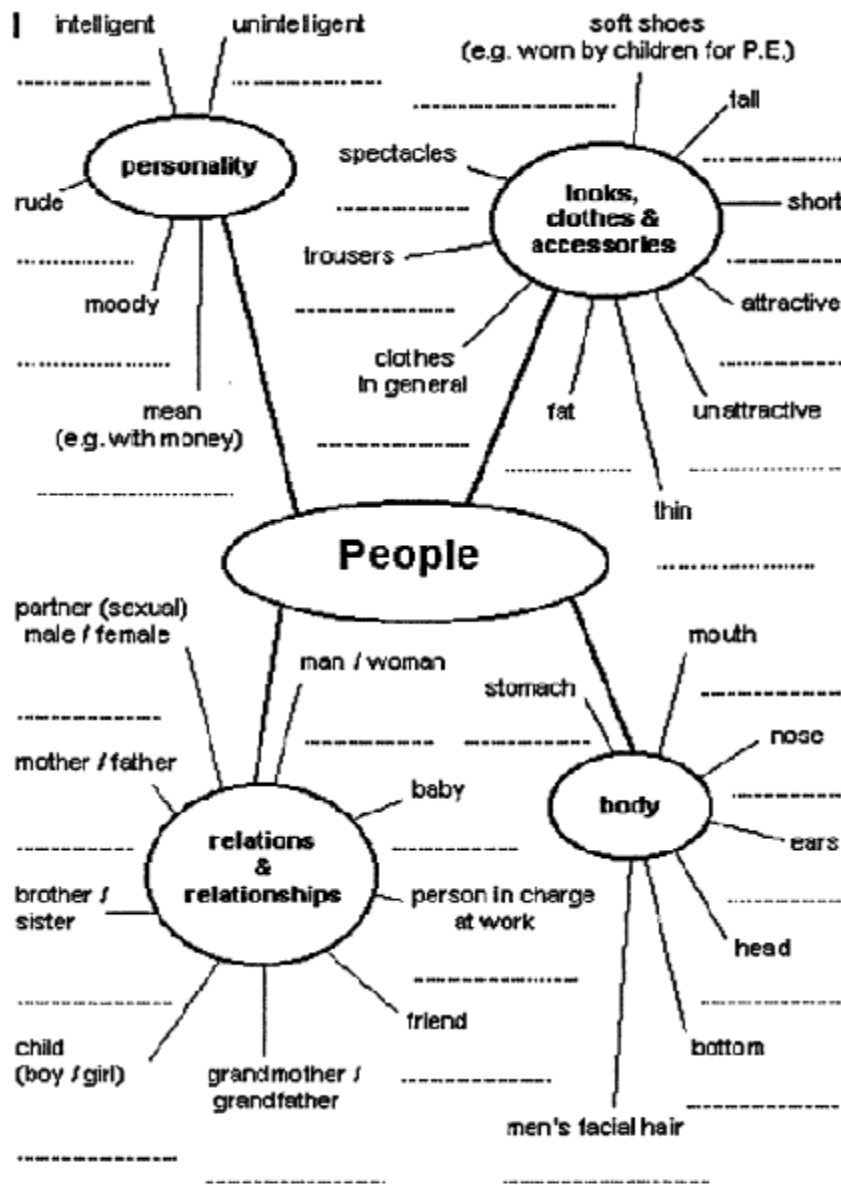 intelligent
unintelligent
personality
rude
moody
mean
(e.g. with money)
soft shoes
(e.g. worn by children for P.E.)
tall
spectacles
looks,
clothes &
accessories
short
trousers
attractive
clothes
in general
fat
unattractive
thin
People
partner (sexual)
male / female
man / woman
mother / father
baby
relations
&
relationships
brother /
sister
person in charge
at work
friend
child
(boy / girl)
grandmother /
grandfather
mouth
stomach
nose
body
ears
head
bottom
men's facial hair